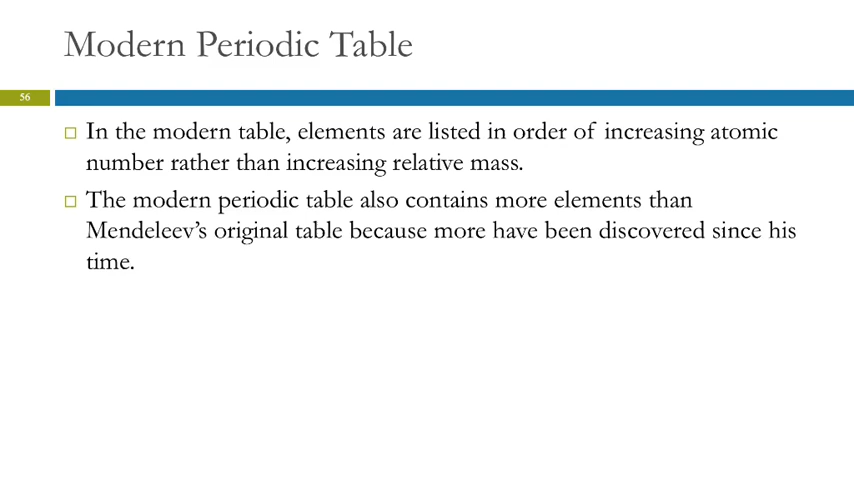 Modern Periodic Table
56
In the modern table, elements are listed in order of increasing atomic
number rather than increasing relative mass.
The modern periodic table also contains more elements than
Mendeleev’s original table because more have been discovered since his
time.